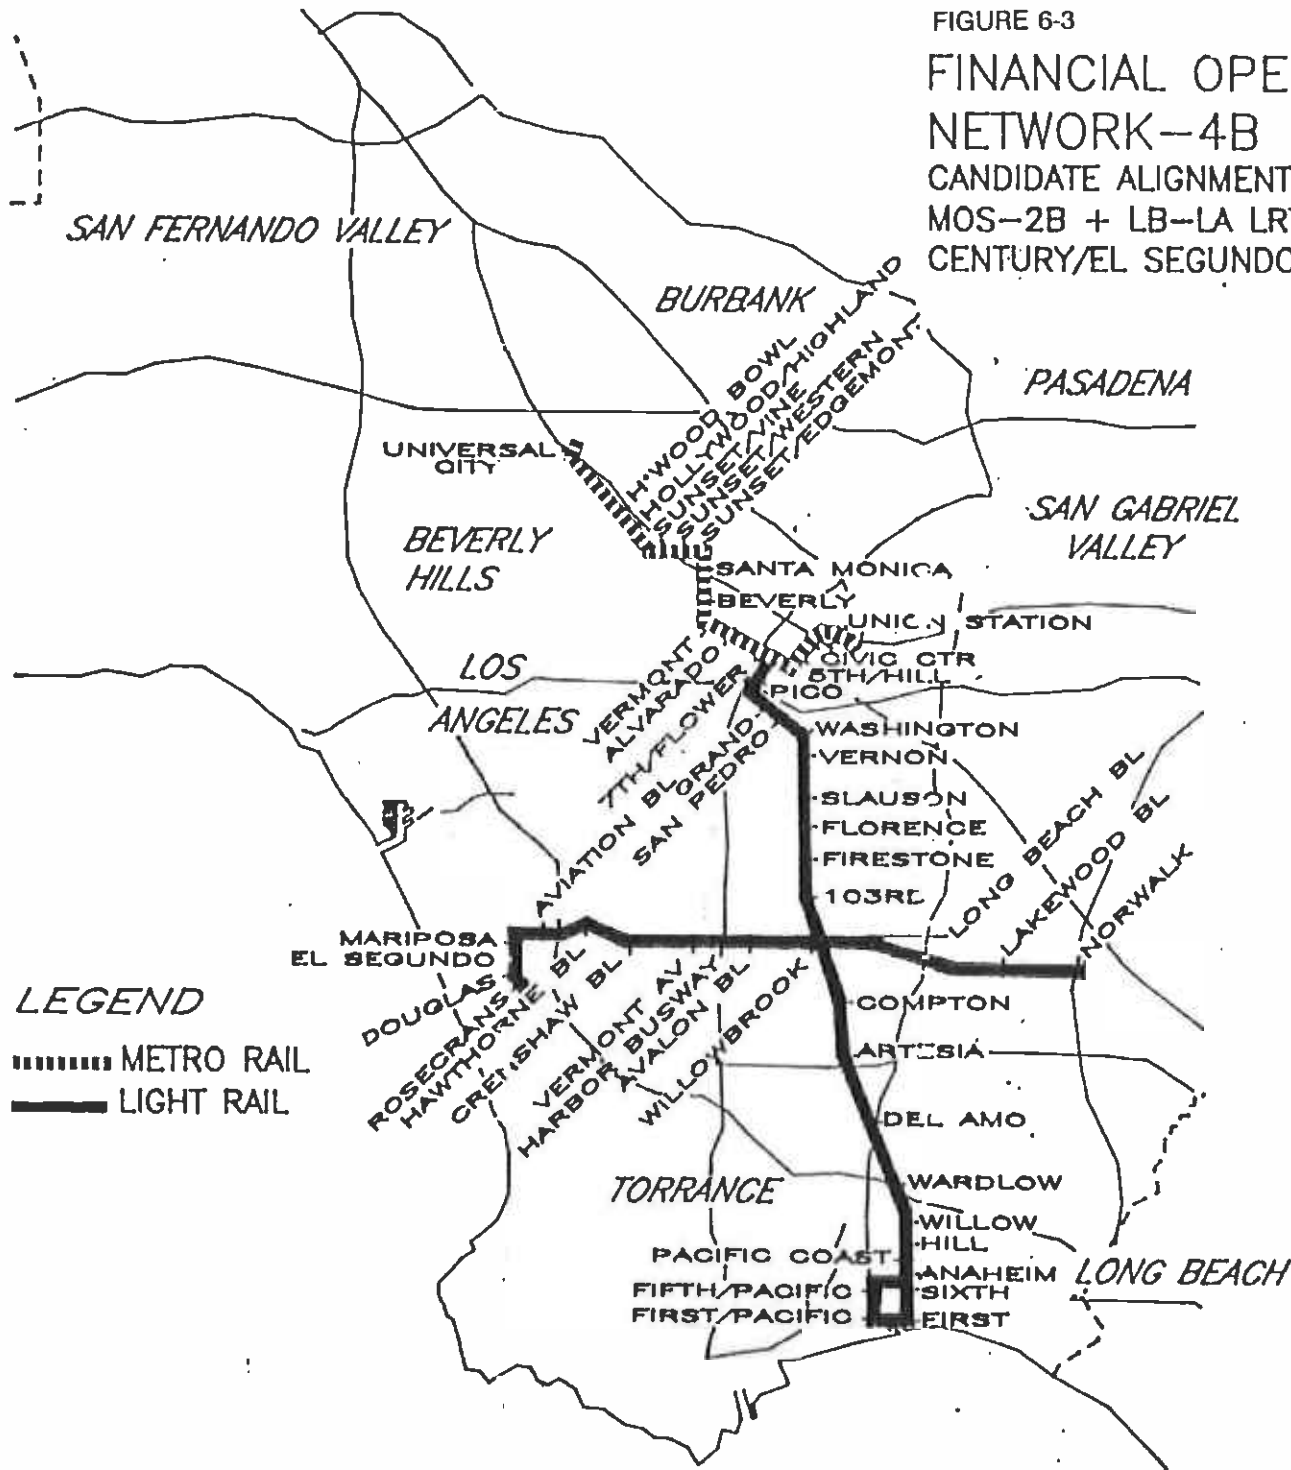 FIGURE 6-3
FINANCIAL OPE
NETWORK-4B
CANDIDATE ALIGNMENT
MOS-2B + LB-LA LRT
CENTURY/EL SEGUNDO
SAN FERNANDO VALLEY
BURBANK
PASADENA
SAN GABRIEL
VALLEY
UNIVERSAL
CITY
BEVERLY
HILLS
H'WOOD BOWL
HOLLYWOOD/HIGHLAND
SUNSET/VINE
SUNSET/WESTERN
SUNSET/EDGEMONT
SANTA MONICA
BEVERLY
UNION STATION
CIVIC CTR
5TH/HILL
PICO
LOS
ANGELES
VERMONT
ALVARADO
7TH/FLOWER
GRAND
SAN PEDRO
WASHINGTON
VERNON
SLAUSON
FLORENCE
FIRESTONE
103RD
AVIATION BL
LONG BEACH BL
LAKEWOOD BL
NORWALK
MARIPOSA
EL SEGUNDO
DOUGLAS
ROSECRANS
HAWTHORNE BL
CRENSHAW BL
VERMONT AV
HARBOR BUSWAY
AVALON BL
WILLOWBROOK
COMPTON
ARTESIA
DEL AMO
WARDLOW
WILLOW
HILL
PACIFIC COAST
ANAHEIM
FIFTH/PACIFIC
SIXTH
FIRST/PACIFIC
FIRST
TORRANCE
LONG BEACH
LEGEND
METRO RAIL
LIGHT RAIL